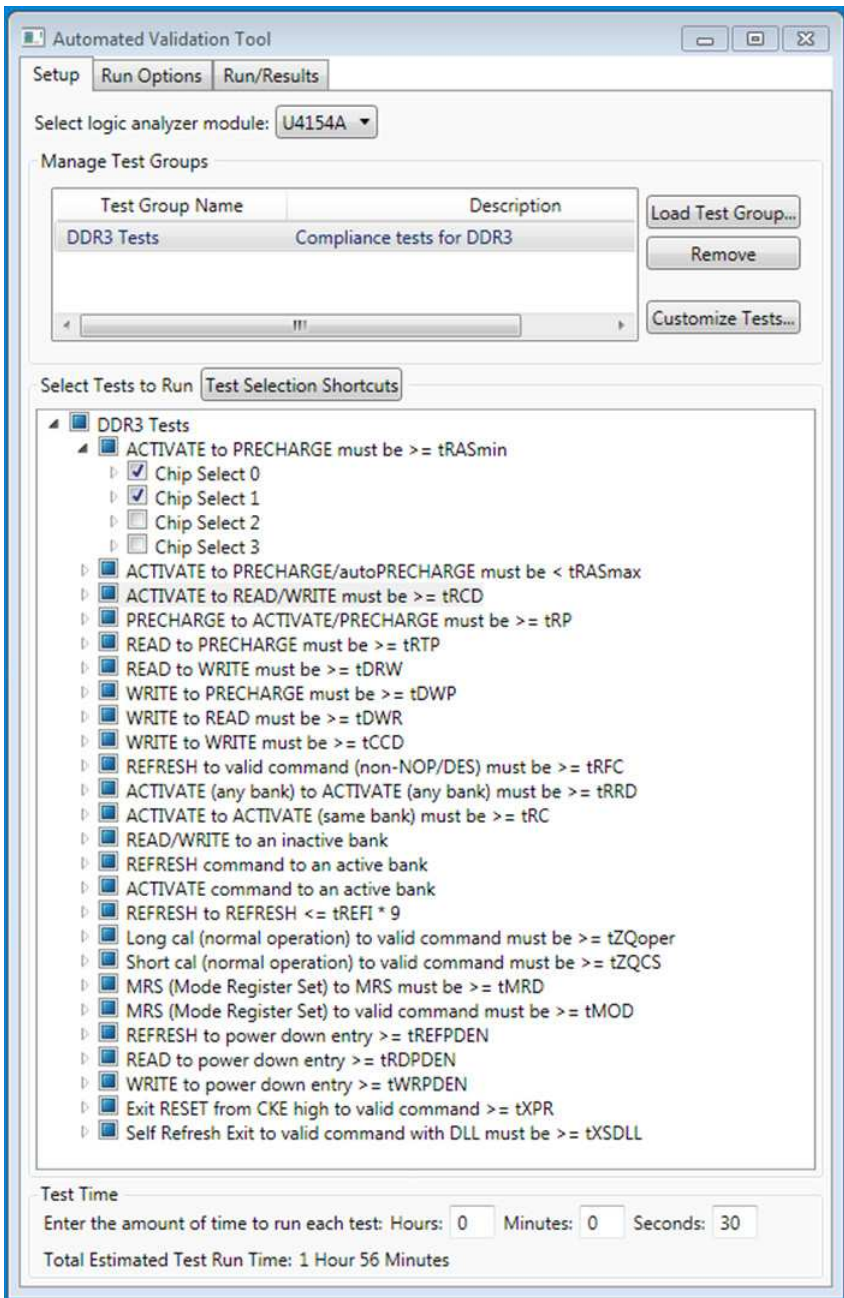 Automated Validation Tool
Setup Run Options Run/Results
Select logic analyzer module: U4154A
Manage Test Groups
Test Group Name Description
DDR3 Tests Compliance tests for DDR3
Load Test Group...
Remove
Customize Tests...
Select Tests to Run Test Selection Shortcuts
DDR3 Tests
ACTIVATE to PRECHARGE must be >= tRASmin
Chip Select 0
Chip Select 1
Chip Select 2
Chip Select 3
ACTIVATE to PRECHARGE/autoPRECHARGE must be < tRASmax
ACTIVATE to READ/WRITE must be >= tRCD
PRECHARGE to ACTIVATE/PRECHARGE must be >= tRP
READ to PRECHARGE must be >= tRTP
READ to WRITE must be >= tDRW
WRITE to PRECHARGE must be >= tDWP
WRITE to READ must be >= tDWR
WRITE to WRITE must be >= tCCD
REFRESH to valid command (non-NOP/DES) must be >= tRFC
ACTIVATE (any bank) to ACTIVATE (any bank) must be >= tRRD
ACTIVATE to ACTIVATE (same bank) must be >= tRC
READ/WRITE to an inactive bank
REFRESH command to an active bank
ACTIVATE command to an active bank
REFRESH to REFRESH <= tREFI * 9
Long cal (normal operation) to valid command must be >= tZQoper
Short cal (normal operation) to valid command must be >= tZQCS
MRS (Mode Register Set) to MRS must be >= tMRD
MRS (Mode Register Set) to valid command must be >= tMOD
REFRESH to power down entry >= tREFPDEN
READ to power down entry >= tRDPDEN
WRITE to power down entry >= tWRPDEN
Exit RESET from CKE high to valid command >= tXPR
Self Refresh Exit to valid command with DLL must be >= tXSDLL
Test Time
Enter the amount of time to run each test: Hours: 0 Minutes: 0 Seconds: 30
Total Estimated Test Run Time: 1 Hour 56 Minutes